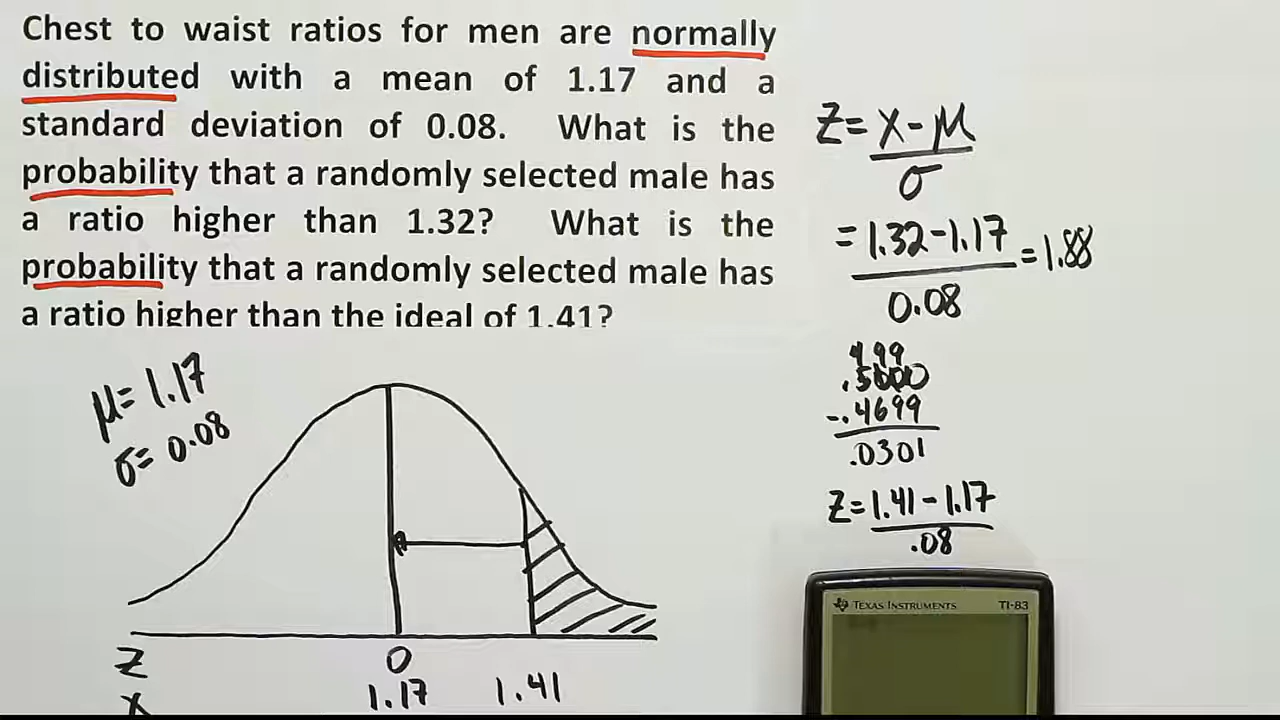 Chest to waist ratios for men are normally
distributed with a mean of 1.17 and a
standard deviation of 0.08. What is the
probability that a randomly selected male has
a ratio higher than 1.32? What is the
probability that a randomly selected male has
a ratio higher than the ideal of 1.41?
μ= 1.17
σ= 0.08
Z
0
X
1.17
1.41
Z= x-μ
σ
= 1.32-1.17
0.08
=1.88
499
.5000
-.4699
.0301
Z= 1.41-1.17
.08
TEXAS INSTRUMENTS TI-83